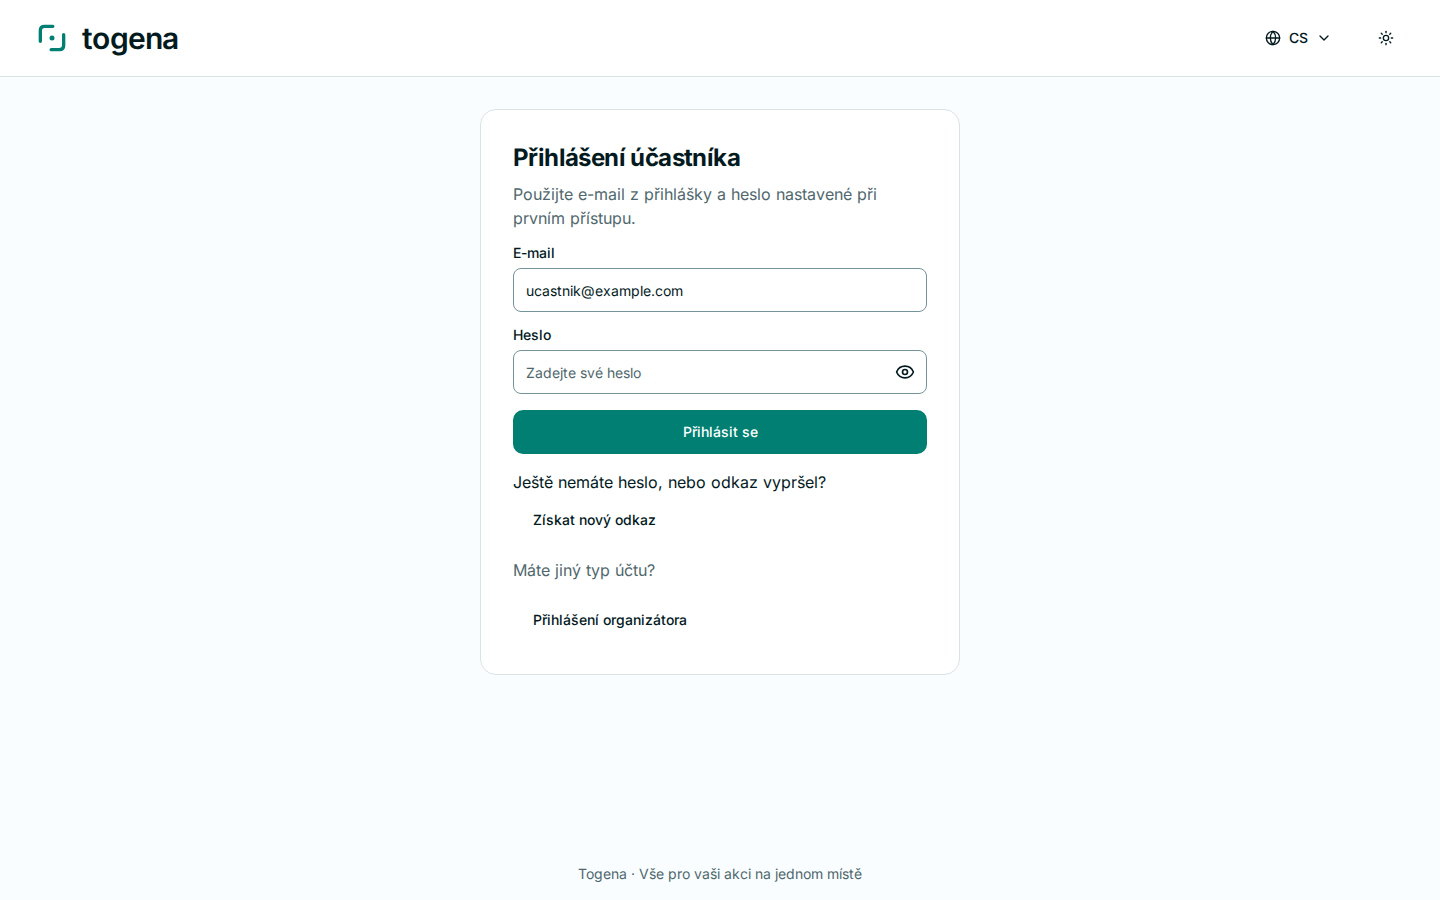 togena
CS
Přihlášení účastníka
Použijte e-mail z přihlášky a heslo nastavené při
prvním přístupu.
E-mail
ucastnik@example.com
Heslo
Zadejte své heslo
Přihlásit se
Ještě nemáte heslo, nebo odkaz vypršel?
Získat nový odkaz
Máte jiný typ účtu?
Přihlášení organizátora
Togena · Vše pro vaši akci na jednom místě